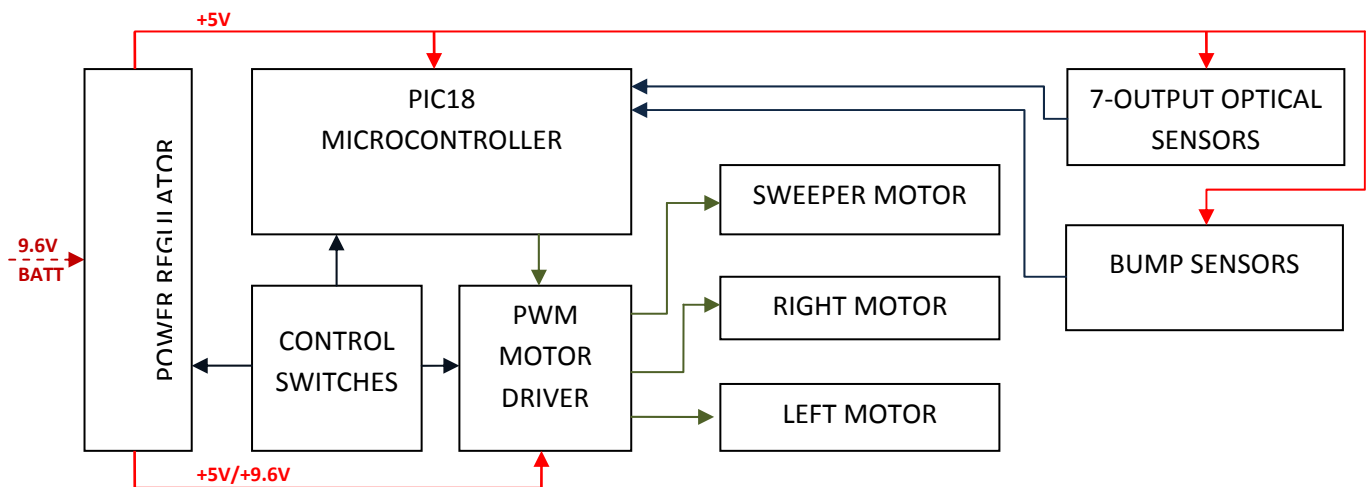 +5V
PIC18
MICROCONTROLLER
7-OUTPUT OPTICAL
SENSORS
POWER REGULATOR
SWEEPER MOTOR
9.6V
BATT
BUMP SENSORS
RIGHT MOTOR
CONTROL
SWITCHES
PWM
MOTOR
DRIVER
LEFT MOTOR
+5V/+9.6V